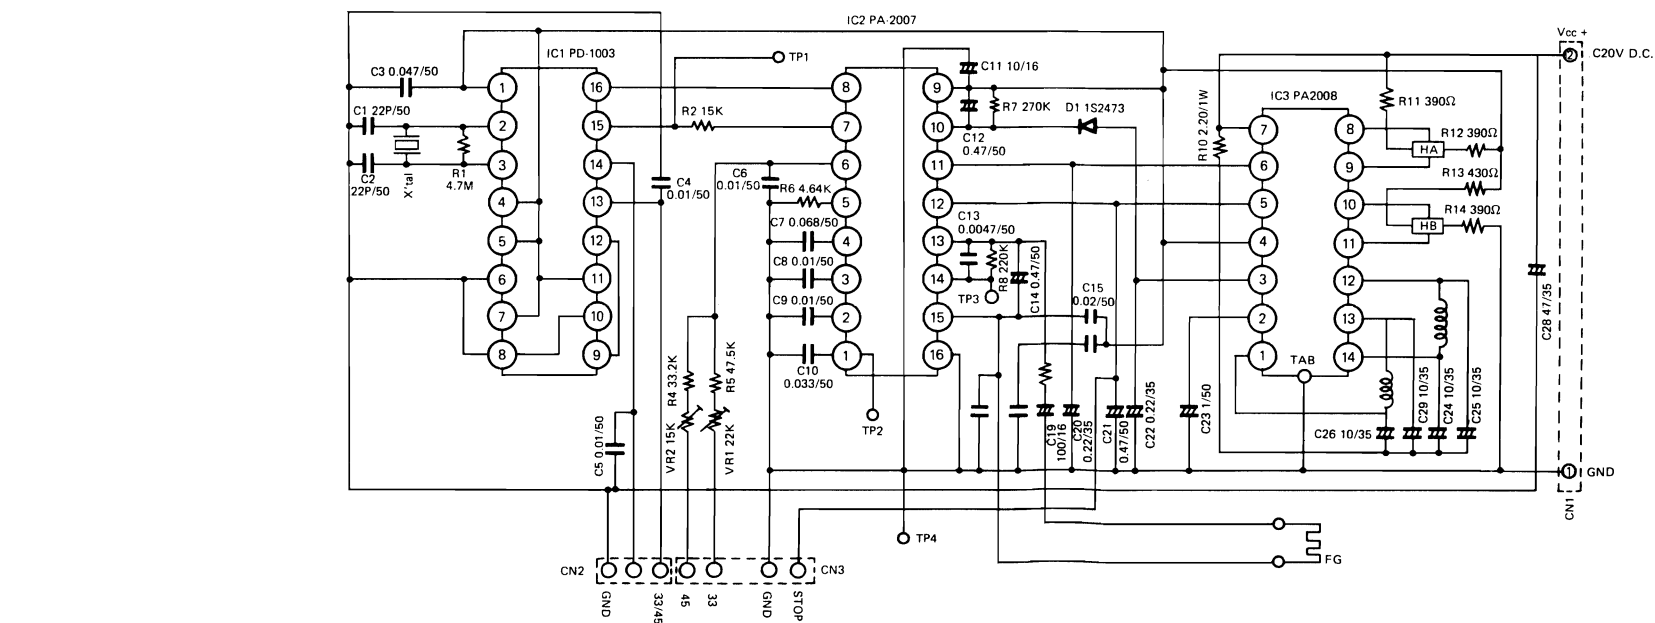 IC2 PA-2007
Vcc +
② C20V D.C.
IC1 PD-1003
TP1
C3 0.047/50
C11 10/16
IC3 PA2008
R7 270K
D1 1S2473
C12
0.47/50
R10 2.20/1W
R11 390Ω
C1 22P/50
R2 15K
R12 390Ω
HA
C2
22P/50
X'tal
R1
4.7M
C4
0.01/50
C6
0.01/50
R6 4.64K
R13 430Ω
R14 390Ω
HB
C7 0.068/50
C13
0.0047/50
C8 0.01/50
R8 220K
C14 0.47/50
TP3
C15
0.02/50
C28 47/35
C9 0.01/50
C10
0.033/50
TAB
TP2
R4 33.2K
R5 47.5K
VR2 15K
VR1 22K
C5 0.01/50
C19
100/16
C20
0.22/35
C21
0.47/50
C22 0.22/35
C23 1/50
C26 10/35
C29 10/35
C24 10/35
C25 10/35
① GND
CN1
TP4
FG
CN2
CN3
GND
33/45
45
33
GND
STOP
1
2
3
4
5
6
7
8
16
15
14
13
12
11
10
9
8
7
6
5
4
3
2
1
9
10
11
12
13
14
15
16
7
6
5
4
3
2
1
8
9
10
11
12
13
14